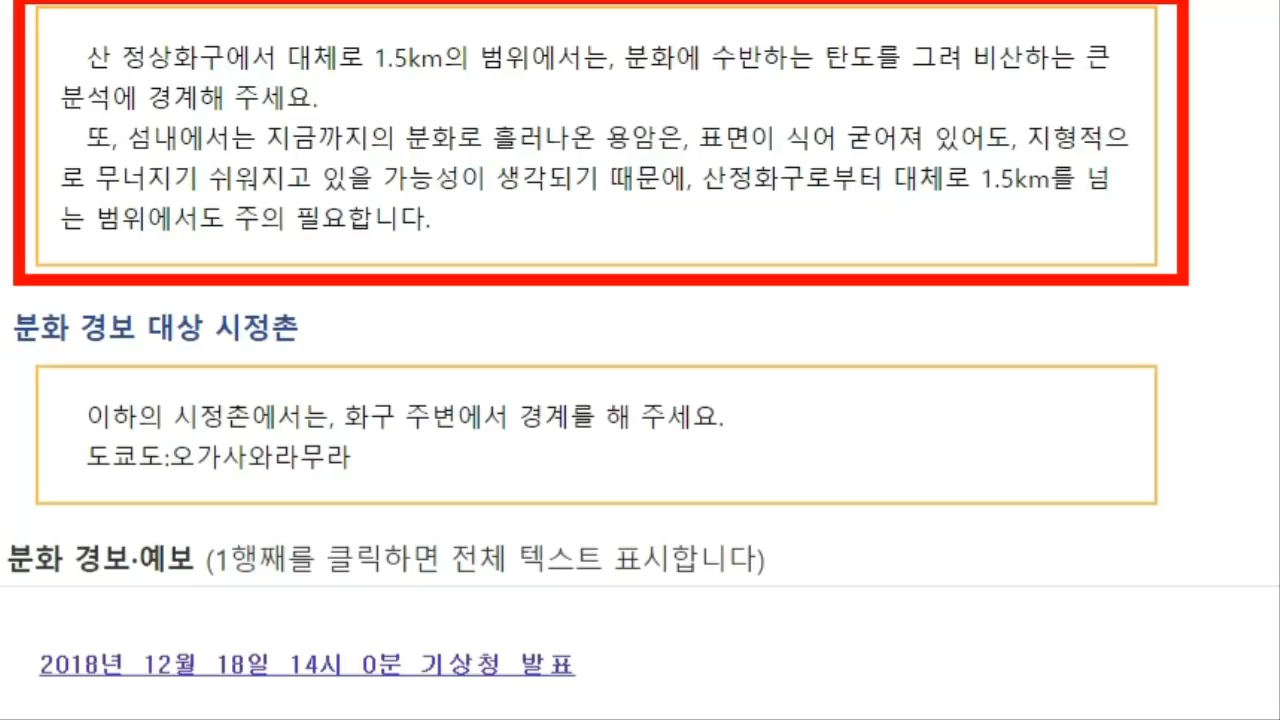 산 정상화구에서 대체로 1.5km의 범위에서는, 분화에 수반하는 탄도를 그려 비산하는 큰
분석에 경계해 주세요.
또, 섬내에서는 지금까지의 분화로 흘러나온 용암은, 표면이 식어 굳어져 있어도, 지형적으
로 무너지기 쉬워지고 있을 가능성이 생각되기 때문에, 산정화구로부터 대체로 1.5km를 넘
는 범위에서도 주의 필요합니다.
분화 경보 대상 시정촌
이하의 시정촌에서는, 화구 주변에서 경계를 해 주세요.
도쿄도:오가사와라무라
분화 경보·예보 (1행째를 클릭하면 전체 텍스트 표시합니다)
2018년 12월 18일 14시 0분 기상청 발표